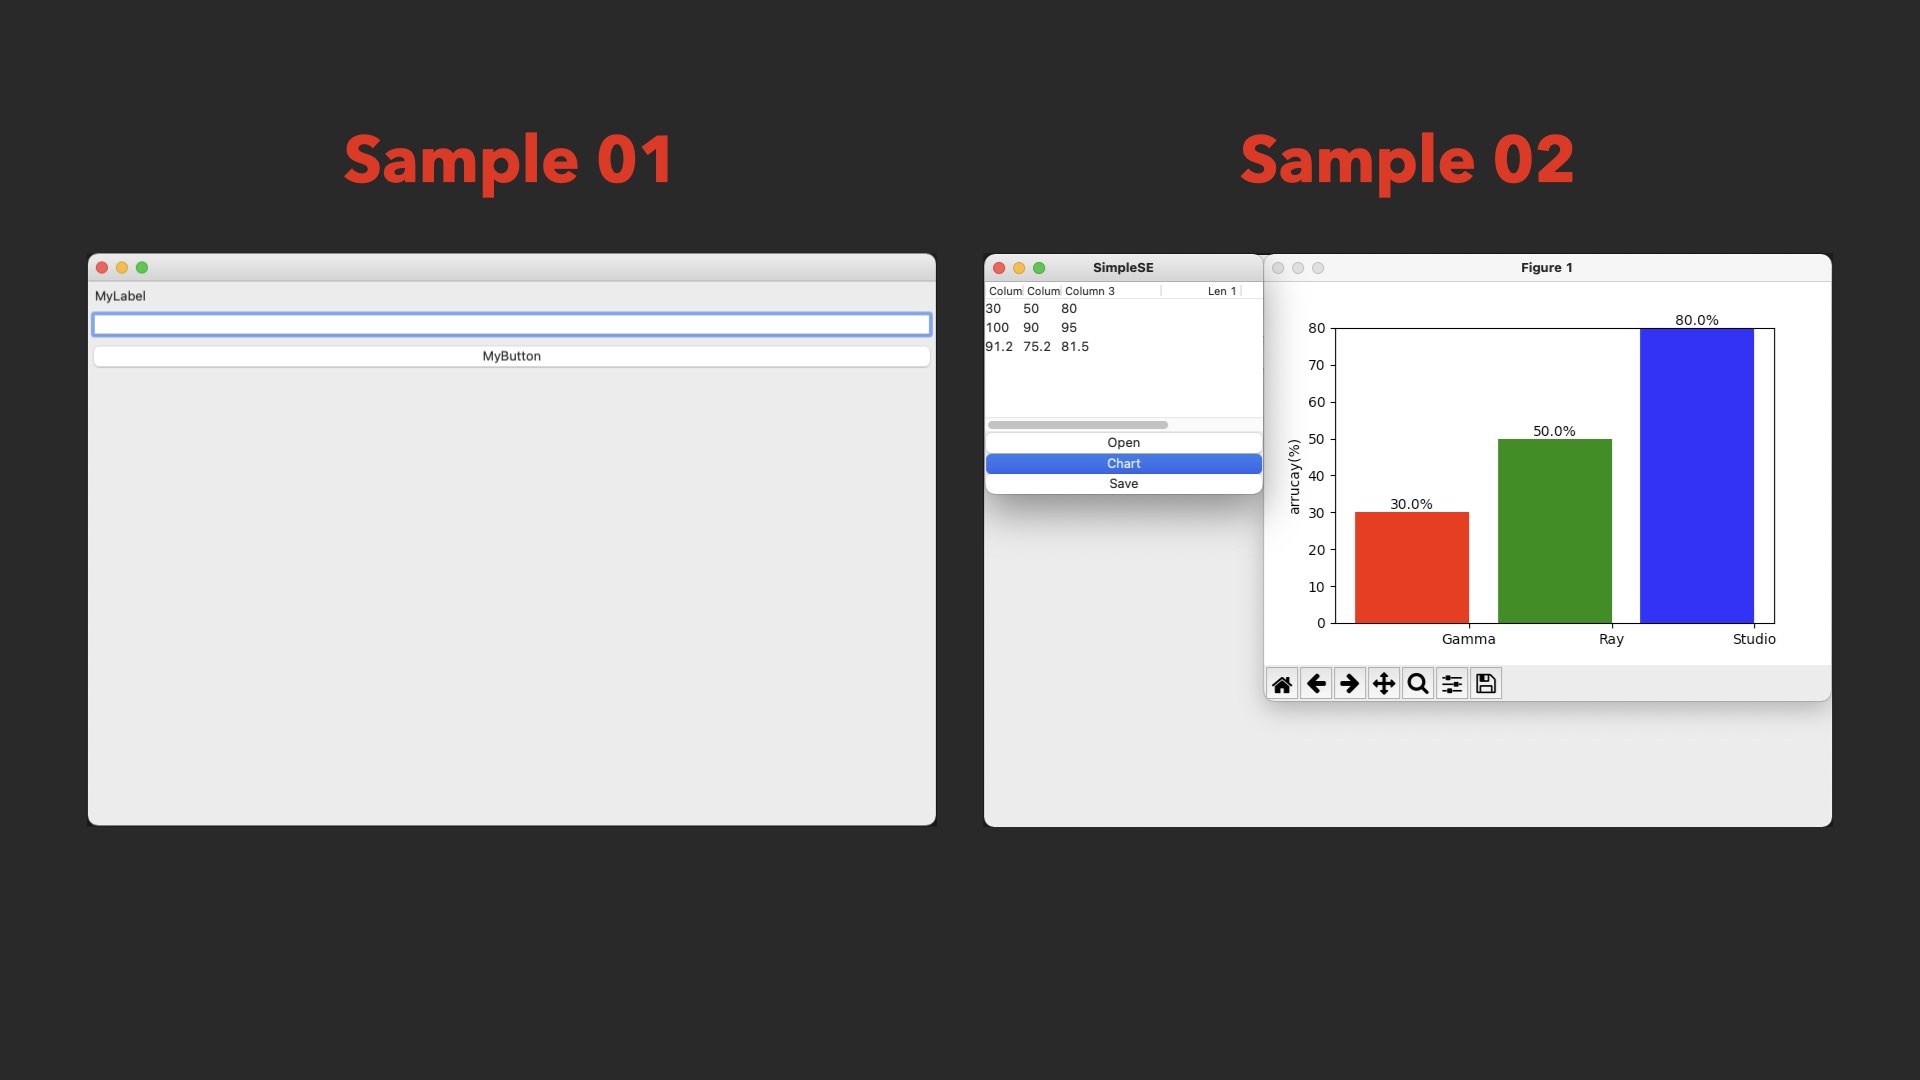 Sample 01
Sample 02
MyLabel
MyButton
SimpleSE
Colum Colum Column 3 Len 1
30 50 80
100 90 95
91.2 75.2 81.5
Open
Chart
Save
Figure 1
arrucay(%)
80
70
60
50
40
30
20
10
0
30.0%
50.0%
80.0%
Gamma Ray Studio